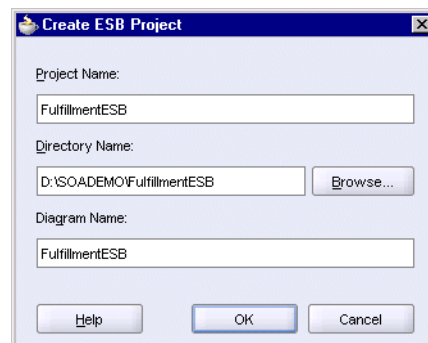 Create ESB Project
Project Name:
FulfillmentESB
Directory Name:
D:\SOADEMO\FulfillmentESB
Browse...
Diagram Name:
FulfillmentESB
Help
OK
Cancel